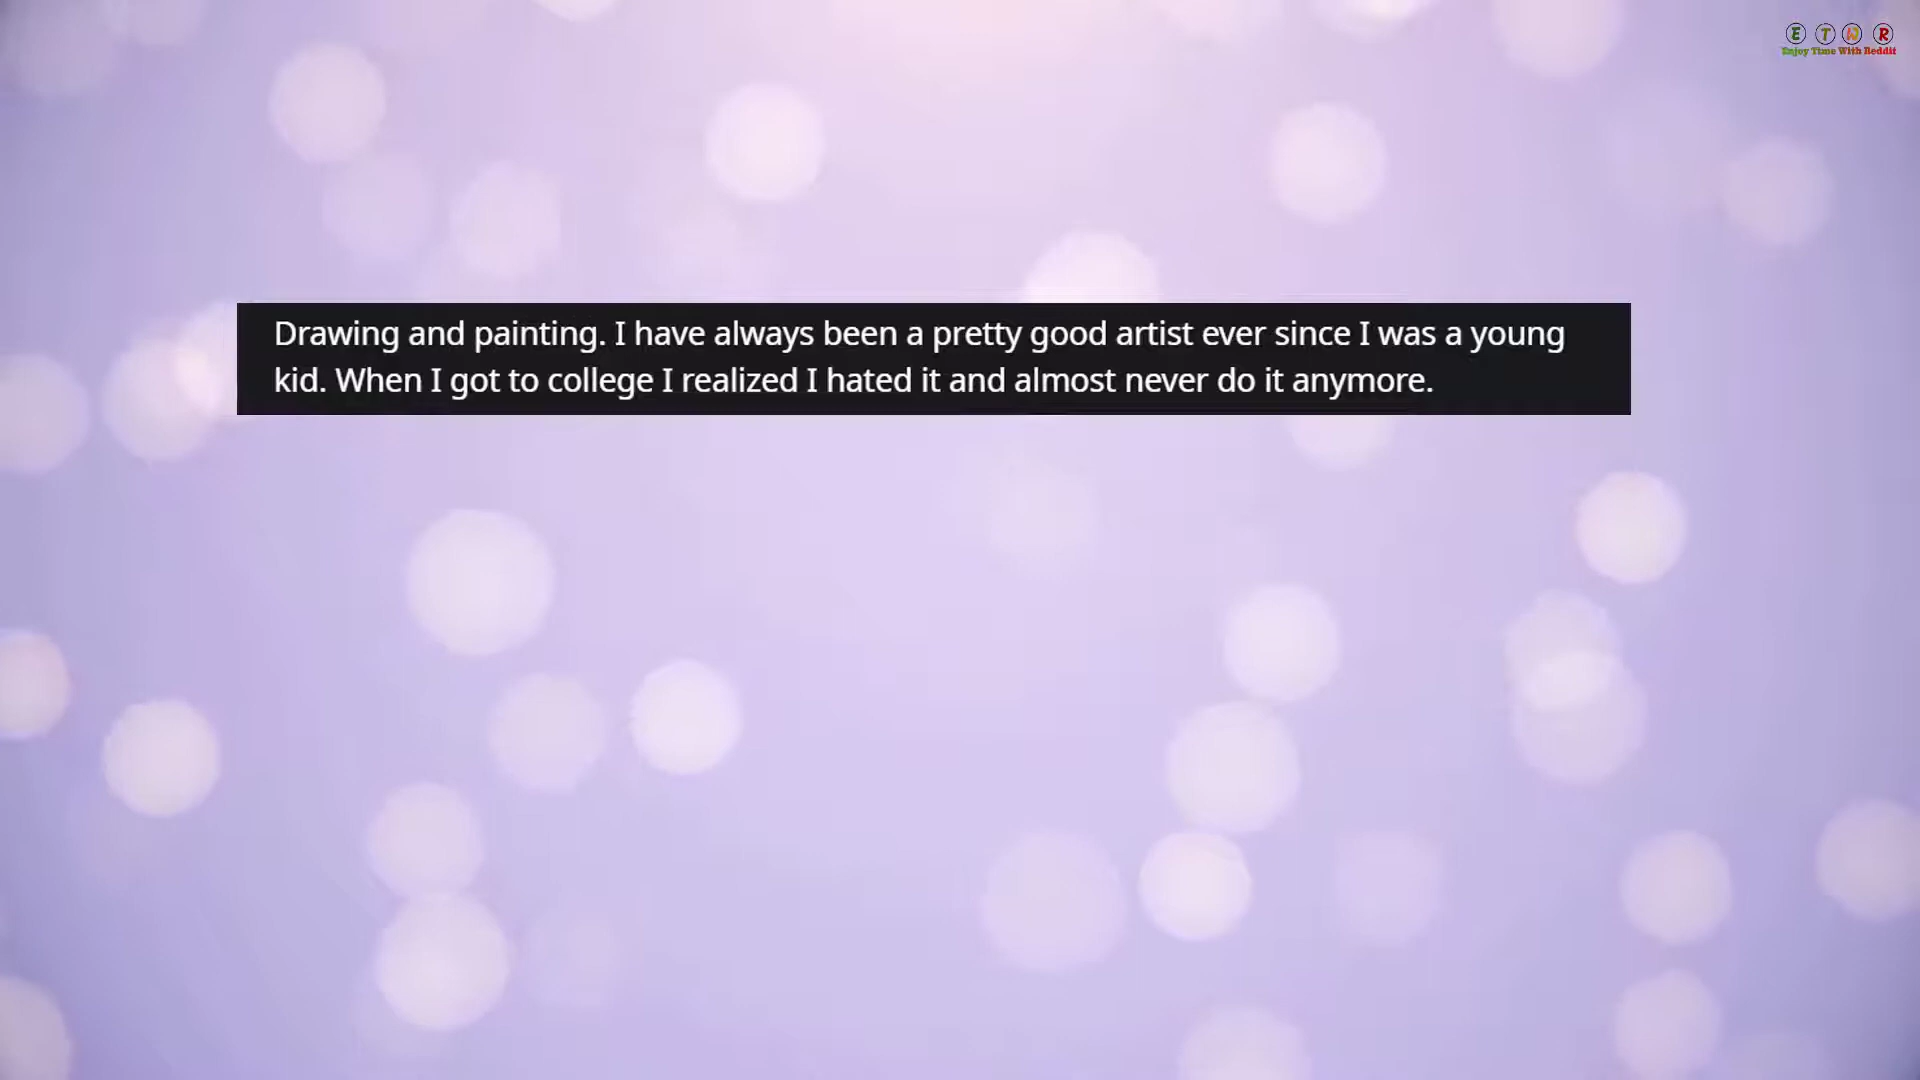 E T W R
Enjoy Time With Reddit
Drawing and painting. I have always been a pretty good artist ever since I was a young
kid. When I got to college I realized I hated it and almost never do it anymore.